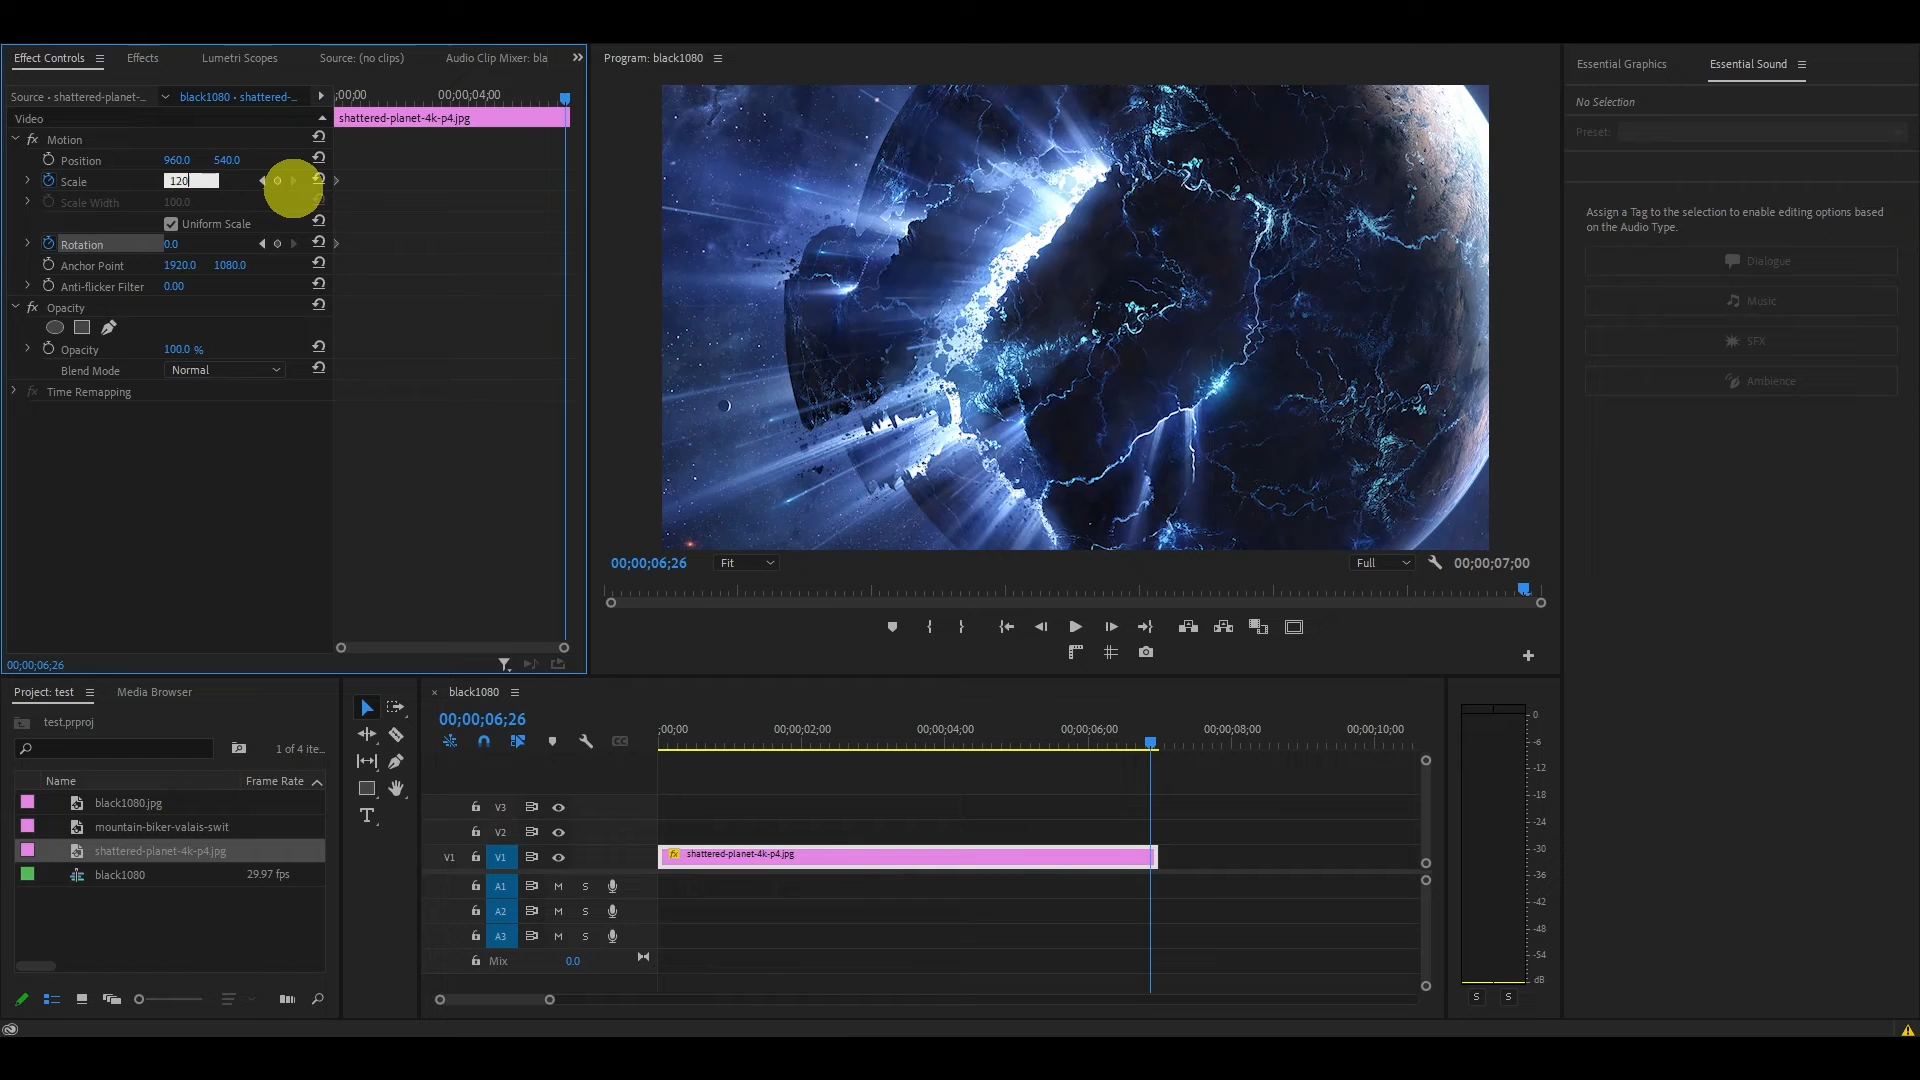 Effect Controls
Effects
Lumetri Scopes
Source: (no clips)
Audio Clip Mixer: bla
Program: black1080
Essential Graphics
Essential Sound
Source • shattered-planet-...
black1080 • shattered-...
;00;00
00;00;04;00
Video
shattered-planet-4k-p4.jpg
fx Motion
Position 960.0 540.0
Scale 120
Scale Width 100.0
Uniform Scale
Rotation 0.0
Anchor Point 1920.0 1080.0
Anti-flicker Filter 0.00
fx Opacity
Opacity 100.0 %
Blend Mode Normal
fx Time Remapping
00;00;06;26
No Selection
Preset:
Assign a Tag to the selection to enable editing options based
on the Audio Type.
Dialogue
Music
SFX
Ambience
00;00;06;26
Fit
Full
00;00;07;00
Project: test
Media Browser
test.prproj
1 of 4 ite...
Name
Frame Rate
black1080.jpg
mountain-biker-valais-swit
shattered-planet-4k-p4.jpg
black1080 29.97 fps
T
× black1080
00;00;06;26
CC
;00;00
00;00;02;00
00;00;04;00
00;00;06;00
00;00;08;00
00;00;10;00
V3
V2
V1 V1
fx shattered-planet-4k-p4.jpg
A1 M S
A2 M S
A3 M S
Mix 0.0
0
-6
-12
-18
-24
-30
-36
-42
-48
-54
dB
S S